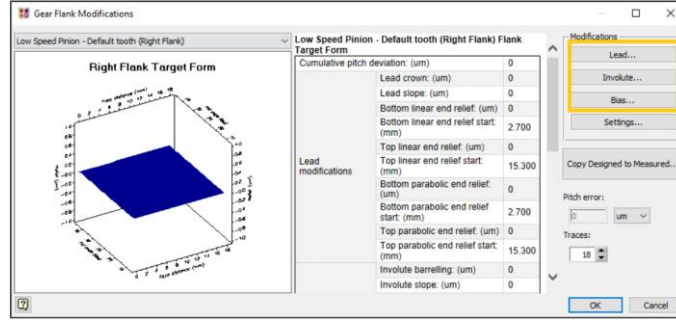 Gear Flank Modifications
Low Speed Pinion - Default tooth (Right Flank)
Right Flank Target Form
Low Speed Pinion - Default tooth (Right Flank) Flank
Target Form
Cumulative pitch deviation: (um) 0
Lead modifications
Lead crown: (um) 0
Lead slope: (um) 0
Bottom linear end relief: (um) 0
Bottom linear end relief start: (mm) 2.700
Top linear end relief: (um) 0
Top linear end relief start: (mm) 15.300
Bottom parabolic end relief: (um) 0
Bottom parabolic end relief start: (mm) 2.700
Top parabolic end relief: (um) 0
Top parabolic end relief start: (mm) 15.300
Involute barrelling: (um) 0
Involute slope: (um) 0
Modifications
Lead...
Involute...
Bias...
Settings...
Copy Designed to Measured...
Pitch error:
0 um
Traces:
18
OK Cancel